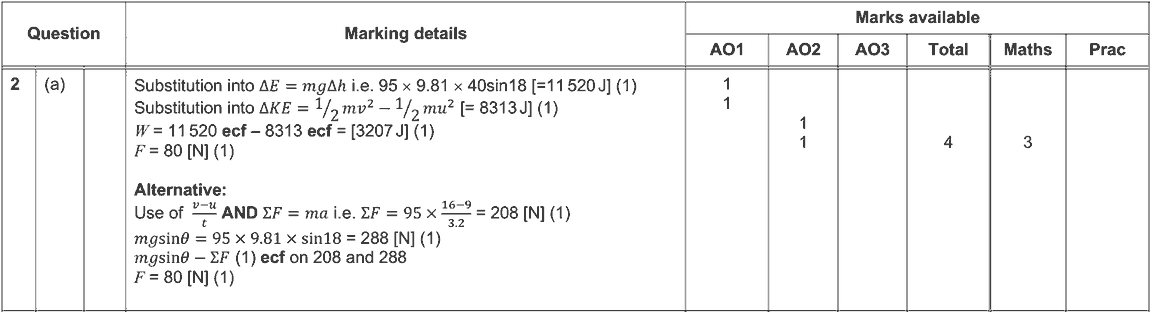 Question Marking details Marks available
AO1 AO2 AO3 Total Maths Prac
2 (a) Substitution into ΔE = mgΔh i.e. 95 × 9.81 × 40sin18 [=11 520 J] (1) 1
Substitution into ΔKE = 1/2 mv² − 1/2 mu² [= 8313 J] (1) 1
W = 11 520 ecf – 8313 ecf = [3207 J] (1) 1
F = 80 [N] (1) 1 4 3
Alternative:
Use of (v−u)/t AND ΣF = ma i.e. ΣF = 95 × (16−9)/3.2 = 208 [N] (1)
mgsinθ = 95 × 9.81 × sin18 = 288 [N] (1)
mgsinθ − ΣF (1) ecf on 208 and 288
F = 80 [N] (1)